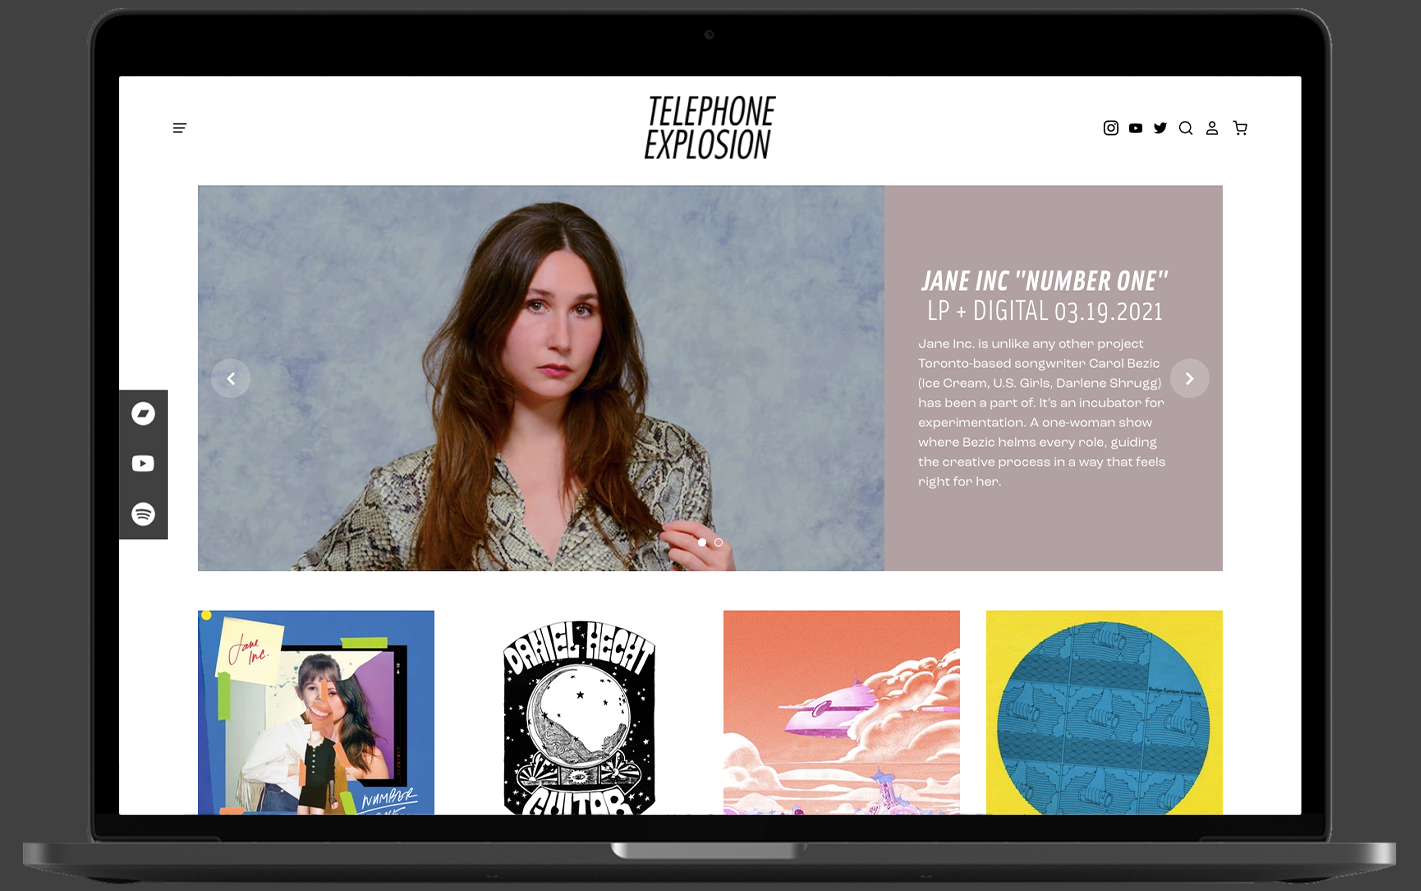 TELEPHONE
EXPLOSION
JANE INC "NUMBER ONE"
LP + DIGITAL 03.19.2021
Jane Inc. is unlike any other project
Toronto-based songwriter Carol Bezic
(Ice Cream, U.S. Girls, Darlene Shrugg)
has been a part of. It's an incubator for
experimentation. A one-woman show
where Bezic helms every role, guiding
the creative process in a way that feels
right for her.
Jane
Inc.
NUMBER
DANIEL HECHT
GUITAR
Badge Époque Ensemble